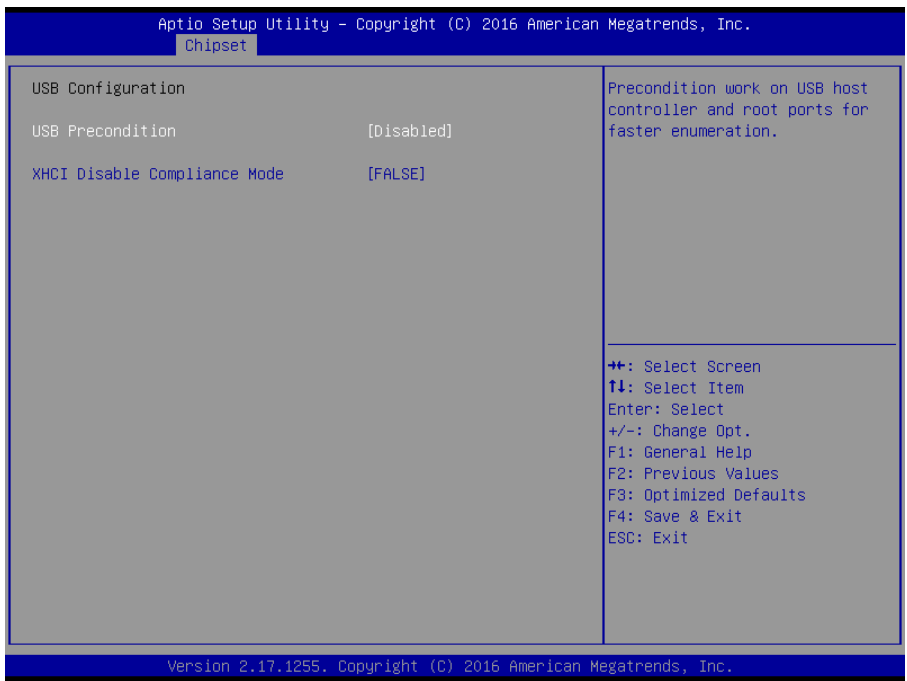 Aptio Setup Utility – Copyright (C) 2016 American Megatrends, Inc.
Chipset
USB Configuration
USB Precondition [Disabled]
XHCI Disable Compliance Mode [FALSE]
Precondition work on USB host
controller and root ports for
faster enumeration.
→←: Select Screen
↑↓: Select Item
Enter: Select
+/-: Change Opt.
F1: General Help
F2: Previous Values
F3: Optimized Defaults
F4: Save & Exit
ESC: Exit
Version 2.17.1255. Copyright (C) 2016 American Megatrends, Inc.